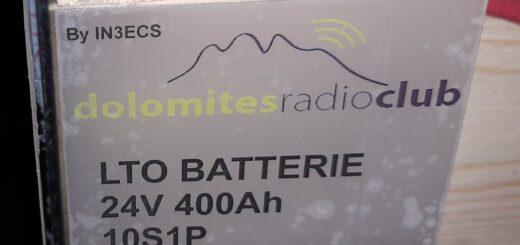 By IN3ECS
dolomitesradioclub
LTO BATTERIE
24V 400Ah
10S1P